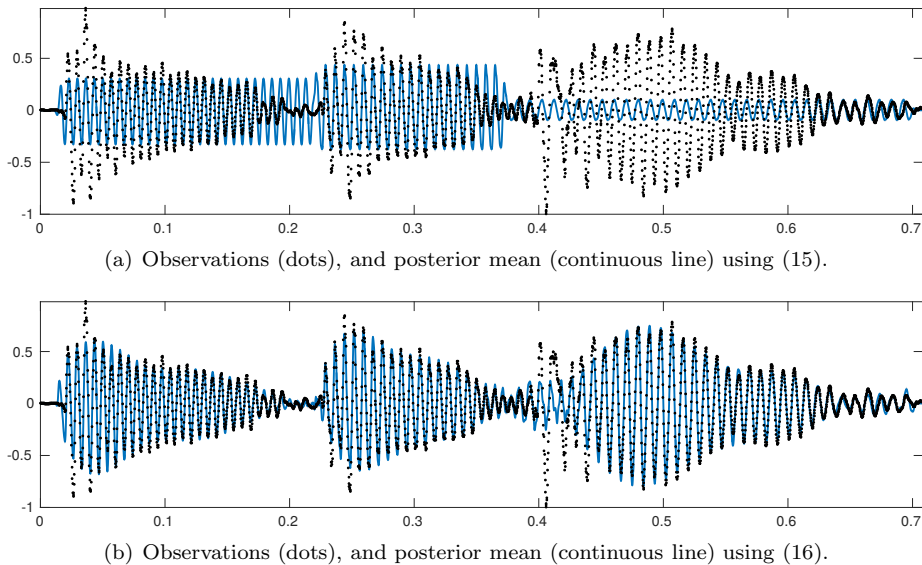 0.5
0
-0.5
-1
0 0.1 0.2 0.3 0.4 0.5 0.6 0.7
(a) Observations (dots), and posterior mean (continuous line) using (15).
0.5
0
-0.5
-1
0 0.1 0.2 0.3 0.4 0.5 0.6 0.7
(b) Observations (dots), and posterior mean (continuous line) using (16).